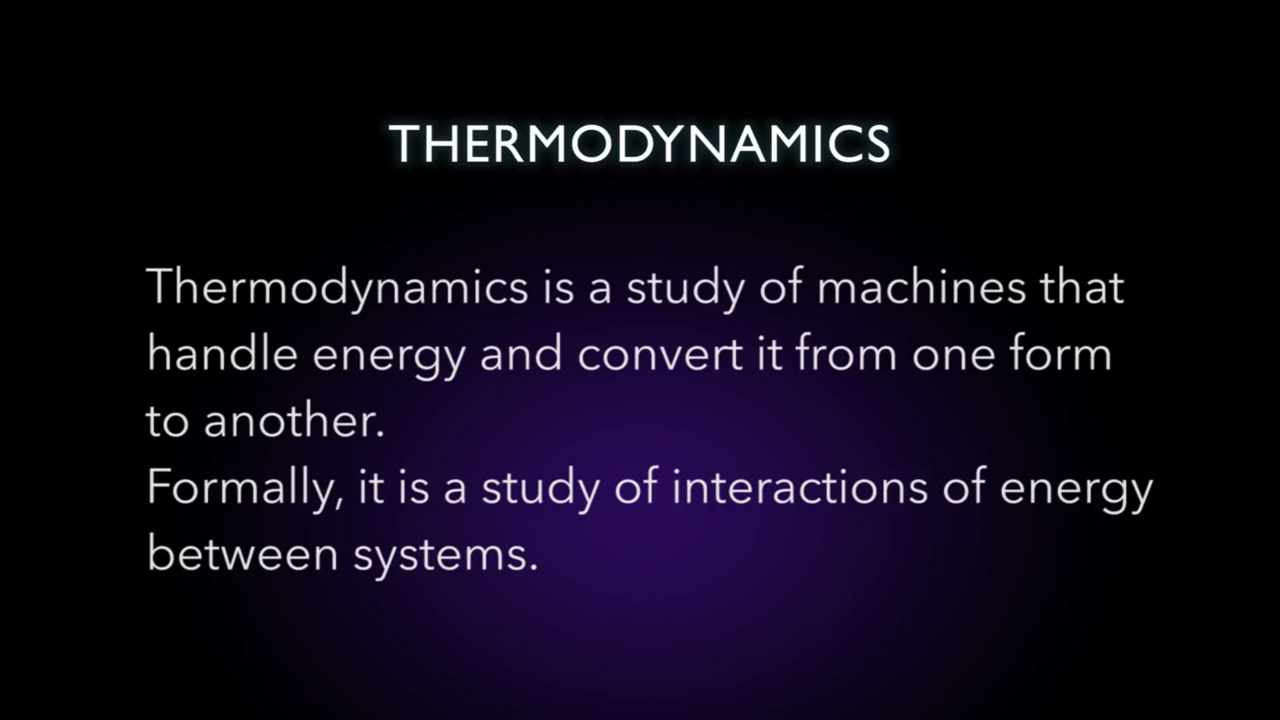 THERMODYNAMICS
Thermodynamics is a study of machines that
handle energy and convert it from one form
to another.
Formally, it is a study of interactions of energy
between systems.